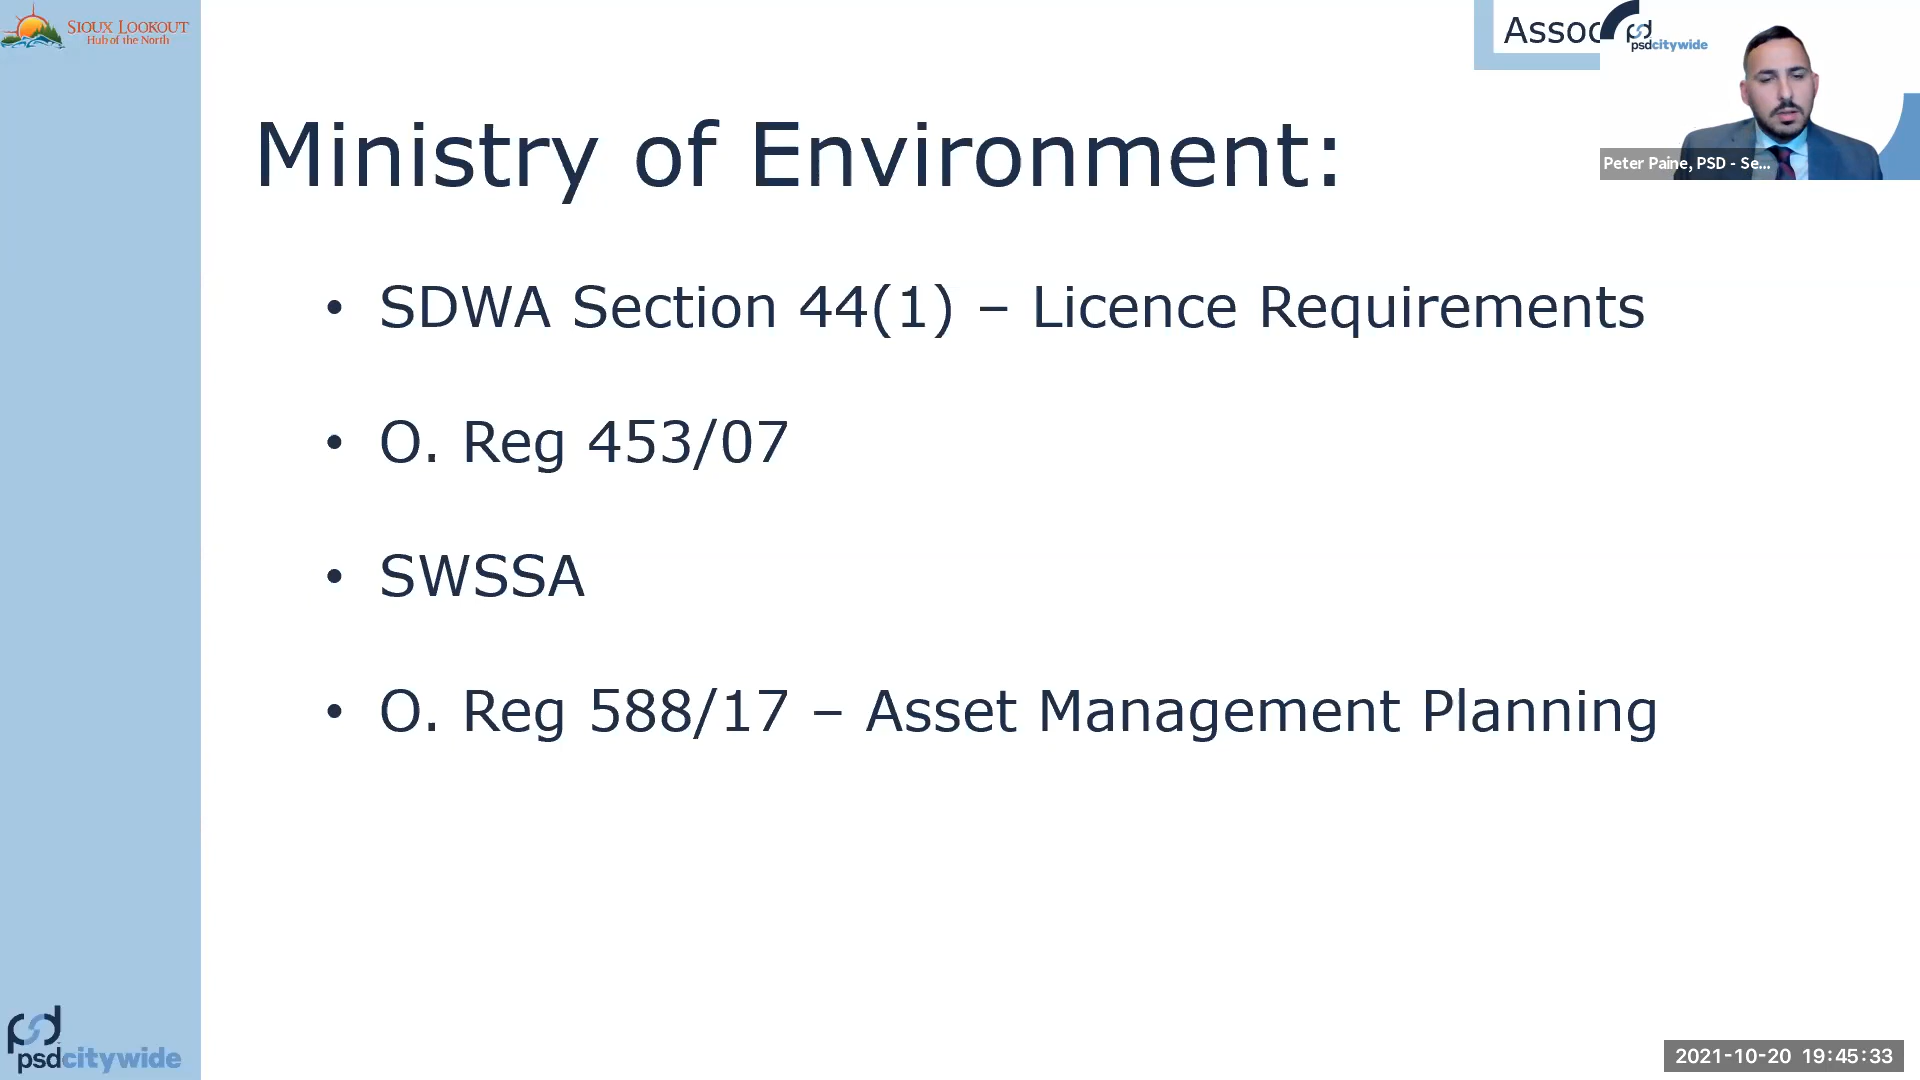 SIOUX LOOKOUT
Hub of the North
Assoc
psdcitywide
Peter Paine, PSD - Se...
Ministry of Environment:
• SDWA Section 44(1) – Licence Requirements
• O. Reg 453/07
• SWSSA
• O. Reg 588/17 – Asset Management Planning
psdcitywide
2021-10-20 19:45:33